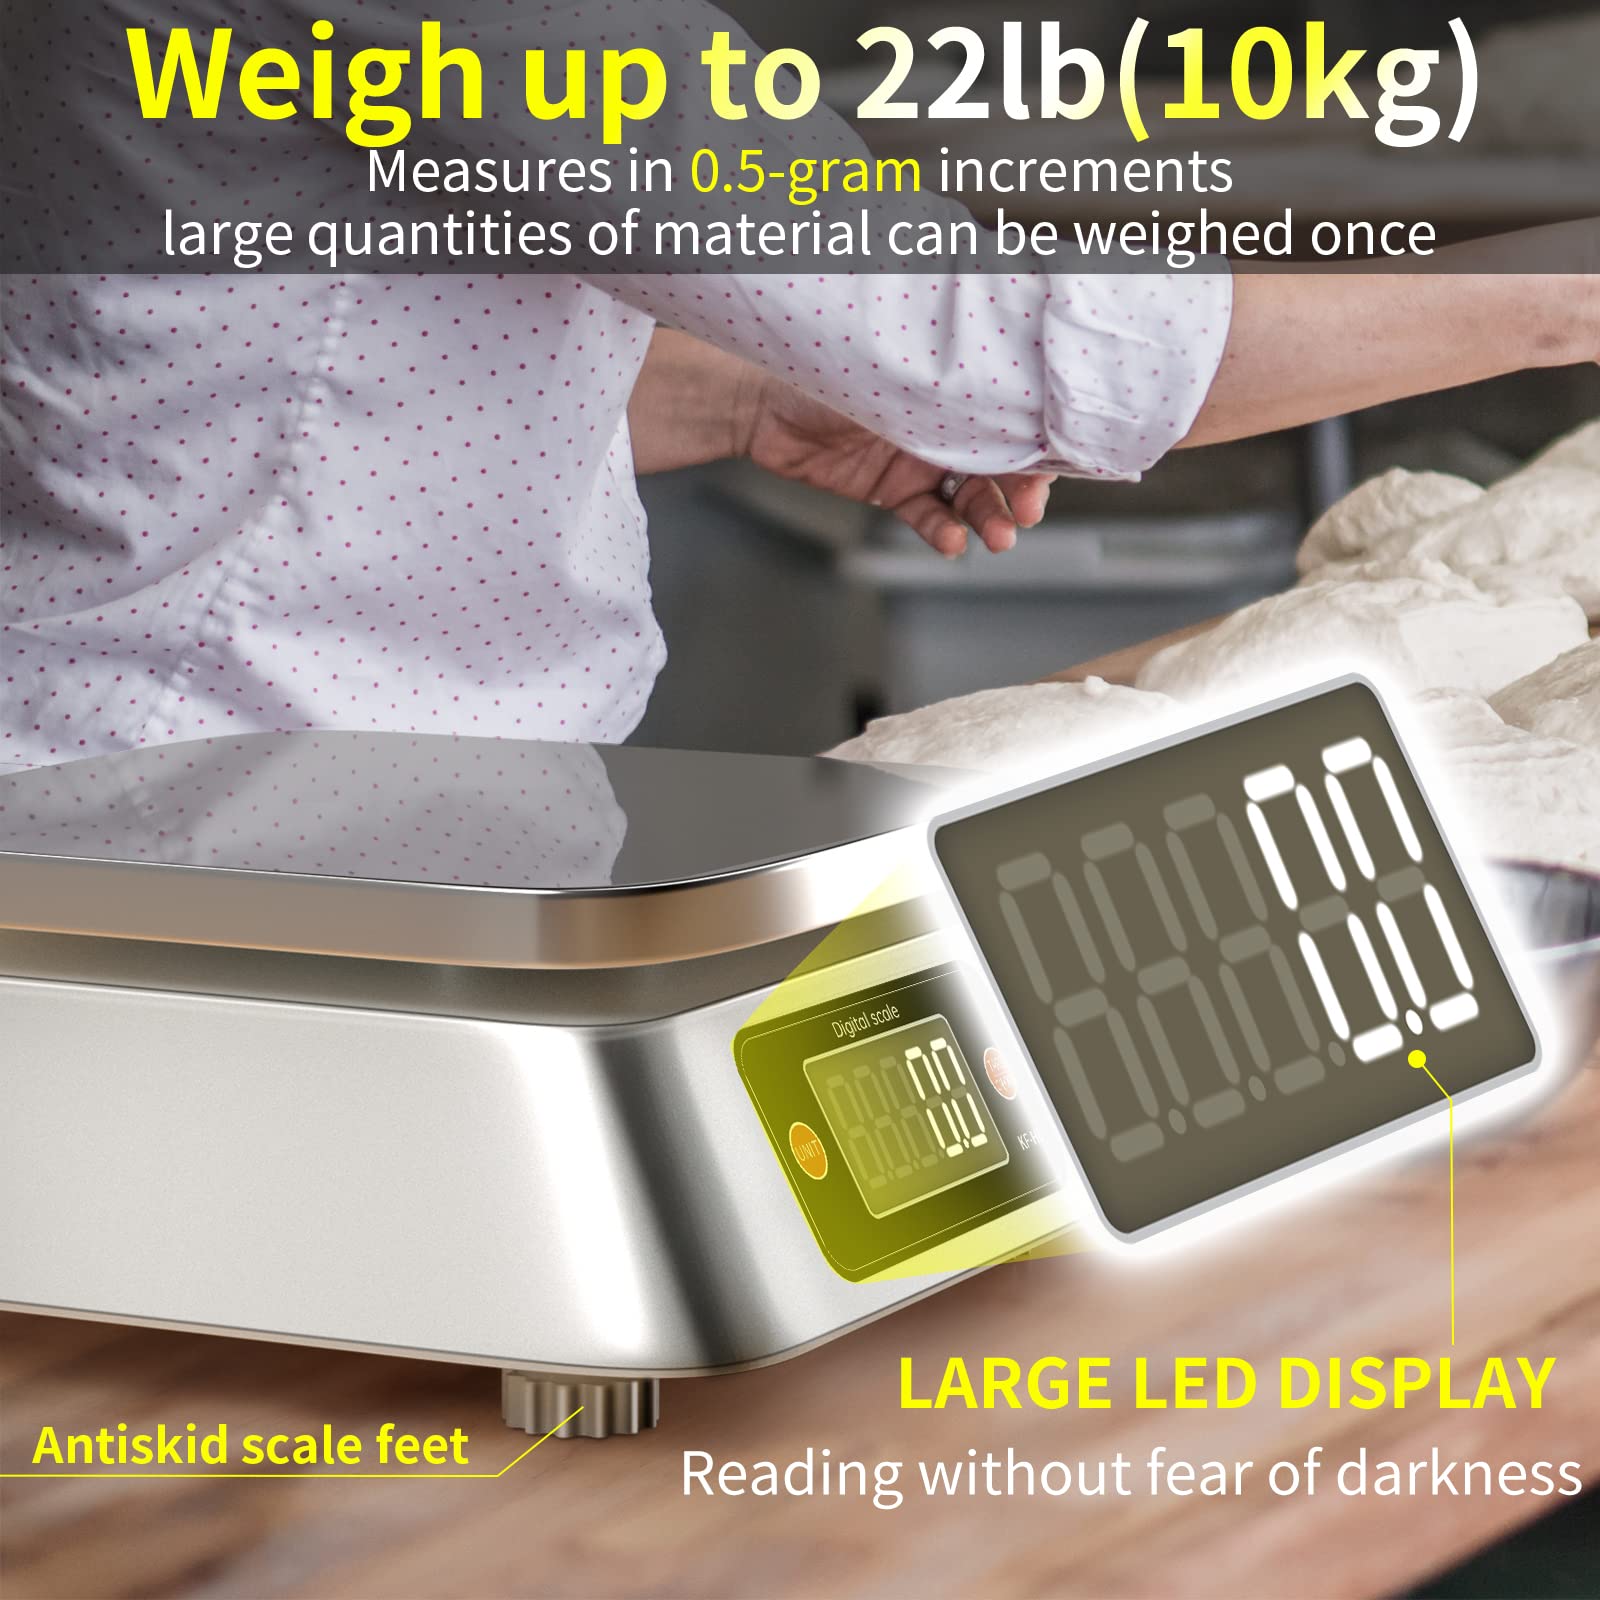 Weigh up to 22lb(10kg)
Measures in 0.5-gram increments
large quantities of material can be weighed once
Digital scale
UNIT
0.0
0.0
LARGE LED DISPLAY
Antiskid scale feet
Reading without fear of darkness